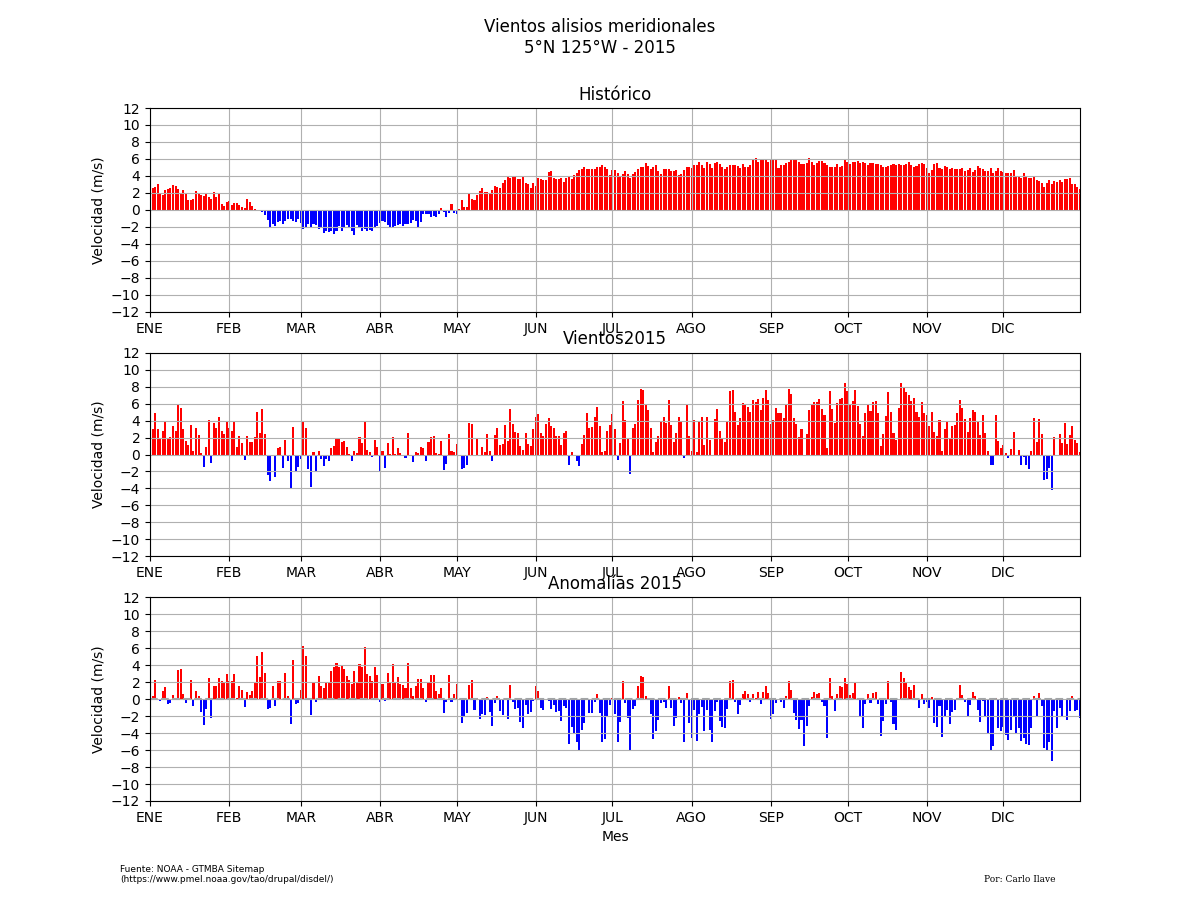 Vientos alisios meridionales
5°N 125°W - 2015
Histórico
12
10
8
6
4
2
0
−2
−4
−6
−8
−10
−12
Velocidad (m/s)
ENE FEB MAR ABR MAY JUN JUL AGO SEP OCT NOV DIC
Vientos2015
12
10
8
6
4
2
0
−2
−4
−6
−8
−10
−12
Velocidad (m/s)
ENE FEB MAR ABR MAY JUN JUL AGO SEP OCT NOV DIC
Anomalías 2015
12
10
8
6
4
2
0
−2
−4
−6
−8
−10
−12
Velocidad (m/s)
ENE FEB MAR ABR MAY JUN JUL AGO SEP OCT NOV DIC
Mes
Fuente: NOAA - GTMBA Sitemap
(https://www.pmel.noaa.gov/tao/drupal/disdel/)
Por: Carlo Ilave